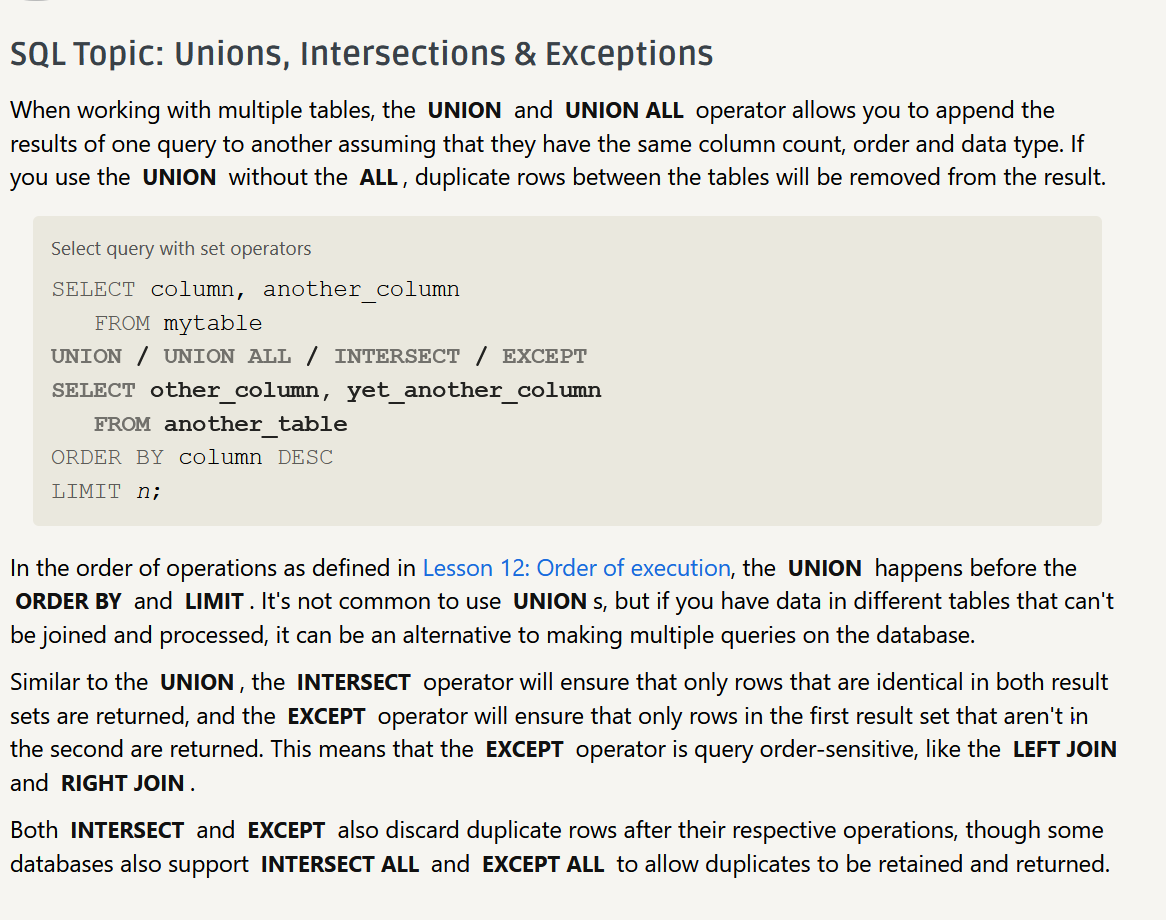 SQL Topic: Unions, Intersections & Exceptions
When working with multiple tables, the UNION and UNION ALL operator allows you to append the
results of one query to another assuming that they have the same column count, order and data type. If
you use the UNION without the ALL, duplicate rows between the tables will be removed from the result.
Select query with set operators
SELECT column, another_column
FROM mytable
UNION / UNION ALL / INTERSECT / EXCEPT
SELECT other_column, yet_another_column
FROM another_table
ORDER BY column DESC
LIMIT n;
In the order of operations as defined in Lesson 12: Order of execution, the UNION happens before the
ORDER BY and LIMIT. It's not common to use UNIONs, but if you have data in different tables that can't
be joined and processed, it can be an alternative to making multiple queries on the database.
Similar to the UNION, the INTERSECT operator will ensure that only rows that are identical in both result
sets are returned, and the EXCEPT operator will ensure that only rows in the first result set that aren't in
the second are returned. This means that the EXCEPT operator is query order-sensitive, like the LEFT JOIN
and RIGHT JOIN.
Both INTERSECT and EXCEPT also discard duplicate rows after their respective operations, though some
databases also support INTERSECT ALL and EXCEPT ALL to allow duplicates to be retained and returned.